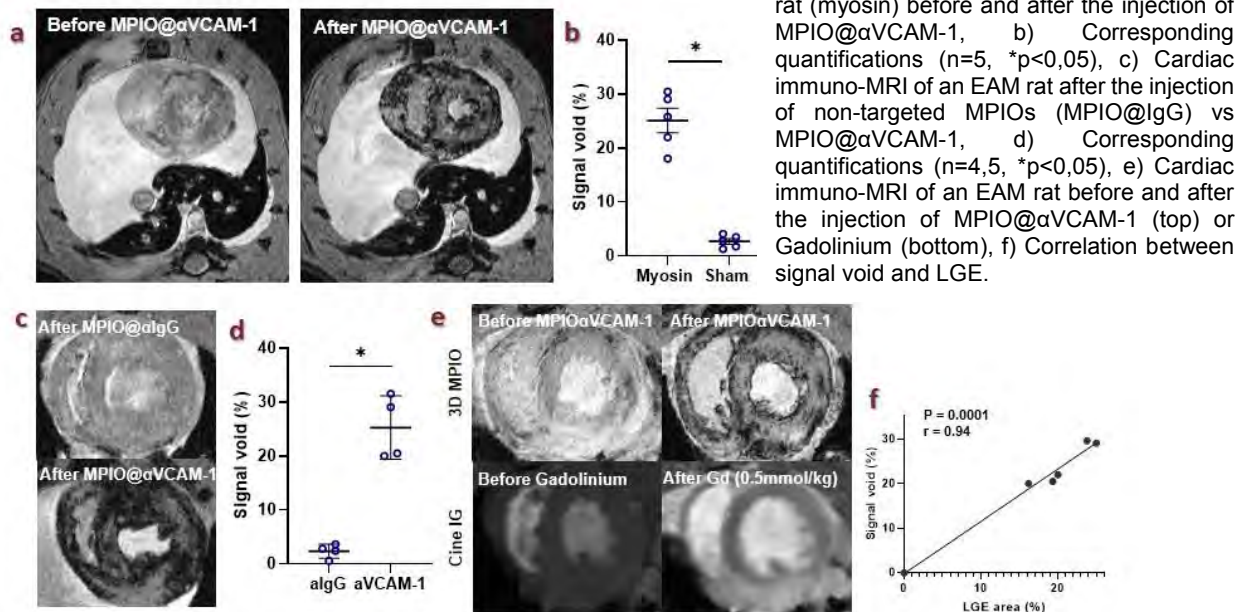 a
Before MPIO@αVCAM-1
After MPIO@αVCAM-1
b
Signal void (%)
40
30
20
10
0
*
Myosin Sham
rat (myosin) before and after the injection of
MPIO@αVCAM-1, b) Corresponding
quantifications (n=5, *p<0,05), c) Cardiac
immuno-MRI of an EAM rat after the injection
of non-targeted MPIOs (MPIO@IgG) vs
MPIO@αVCAM-1, d) Corresponding
quantifications (n=4,5, *p<0,05), e) Cardiac
immuno-MRI of an EAM rat before and after
the injection of MPIO@αVCAM-1 (top) or
Gadolinium (bottom), f) Correlation between
signal void and LGE.
c
After MPIO@αIgG
After MPIO@αVCAM-1
d
Signal void (%)
40
30
20
10
0
*
aIgG aVCAM-1
e
3D MPIO
Before MPIOαVCAM-1
After MPIOαVCAM-1
Cine IG
Before Gadolinium
After Gd (0.5mmol/kg)
f
P = 0.0001
r = 0.94
Signal void (%)
30
20
10
0
0 10 20
LGE area (%)